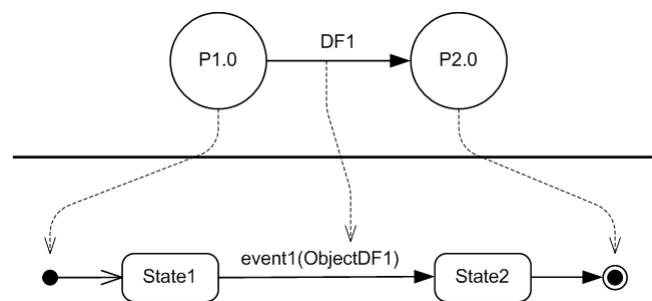 DF1
P1.0
P2.0
event1(ObjectDF1)
State1
State2